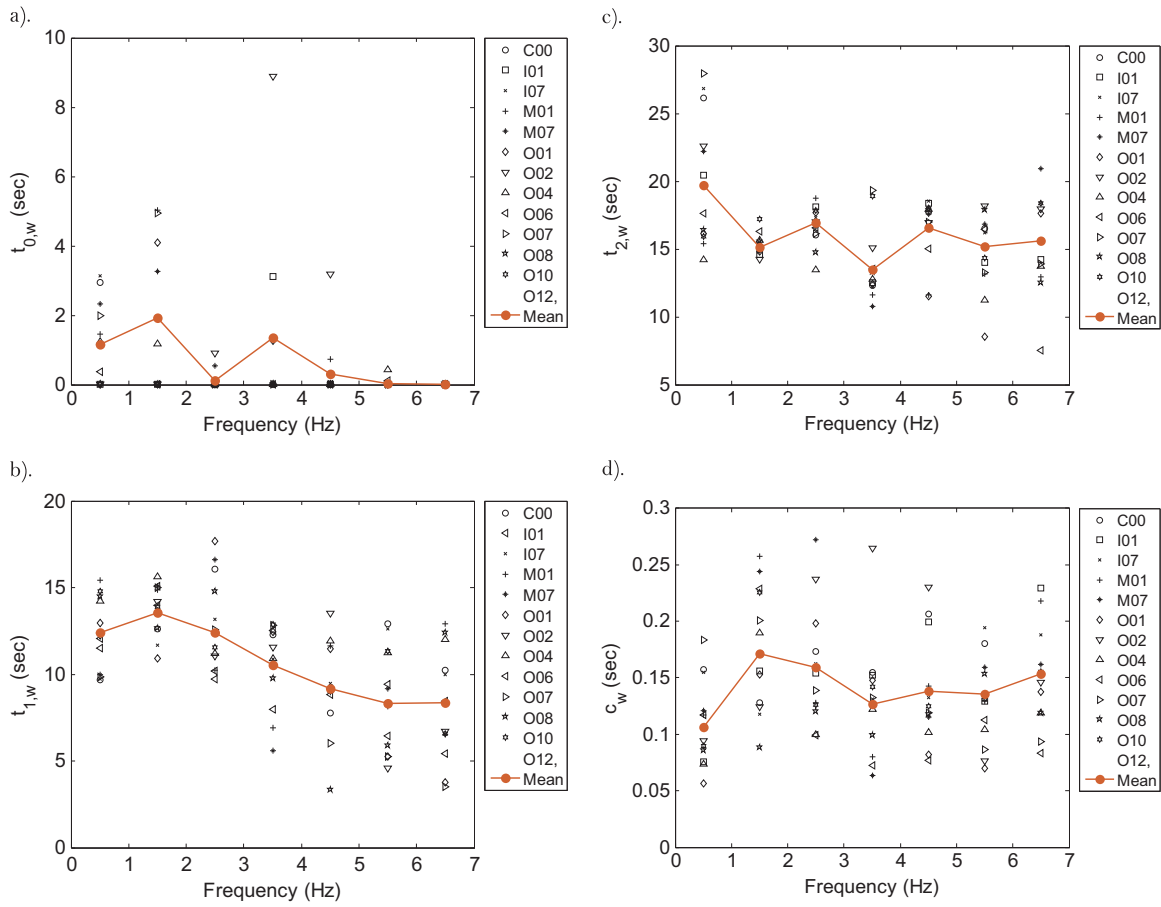 a).
10
8
6
4
2
0
0 1 2 3 4 5 6 7
t0,w (sec)
Frequency (Hz)
C00
I01
I07
M01
M07
O01
O02
O04
O06
O07
O08
O10
O12,
Mean
c).
30
25
20
15
10
5
0 1 2 3 4 5 6 7
t2,w (sec)
Frequency (Hz)
C00
I01
I07
M01
M07
O01
O02
O04
O06
O07
O08
O10
O12,
Mean
b).
20
15
10
5
0
0 1 2 3 4 5 6 7
t1,w (sec)
Frequency (Hz)
C00
I01
I07
M01
M07
O01
O02
O04
O06
O07
O08
O10
O12,
Mean
d).
0.3
0.25
0.2
0.15
0.1
0.05
0
0 1 2 3 4 5 6 7
cw (sec)
Frequency (Hz)
C00
I01
I07
M01
M07
O01
O02
O04
O06
O07
O08
O10
O12,
Mean